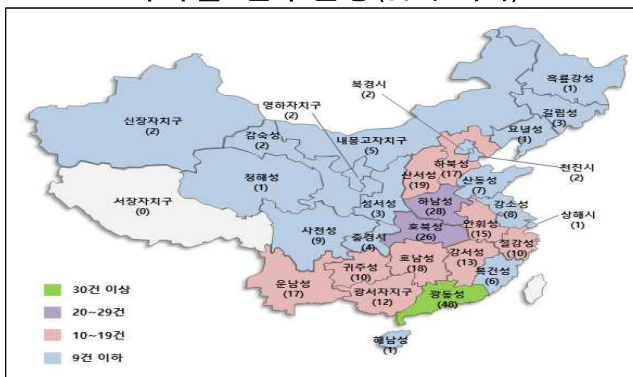 흑룡강성
(1)
북경시
(2)
길림성
(3)
영하자치구
(2)
신장자치구
(2)
감숙성
(2)
내몽고자치구
(5)
요녕성
(1)
하북성
(17)
천진시
(2)
산서성
(19)
청해성
(1)
산동성
(7)
섬서성
(3)
하남성
(28)
강소성
(8)
서장자치구
(0)
상해시
(1)
안휘성
(15)
호북성
(26)
사천성
(9)
중경시
(4)
절강성
(10)
강서성
(13)
호남성
(18)
귀주성
(10)
복건성
(6)
운남성
(17)
광서자치구
(12)
광동성
(48)
해남성
(1)
30건 이상
20~29건
10~19건
9건 이하